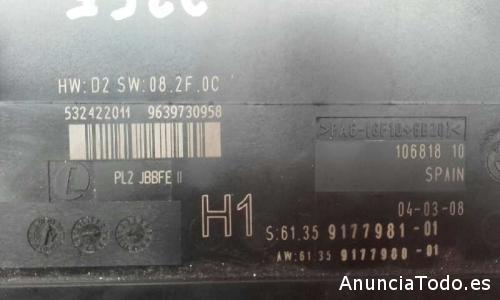 HW:D2 SW:08.2F.0C
532422011 9639730958
PL2 JBBFE II
>PA6-(GF10+GB20)<
106818 10
SPAIN
H1
04-03-08
S:61.35 9177981-01
AW:61.35 9177980-01
AnunciaTodo.es